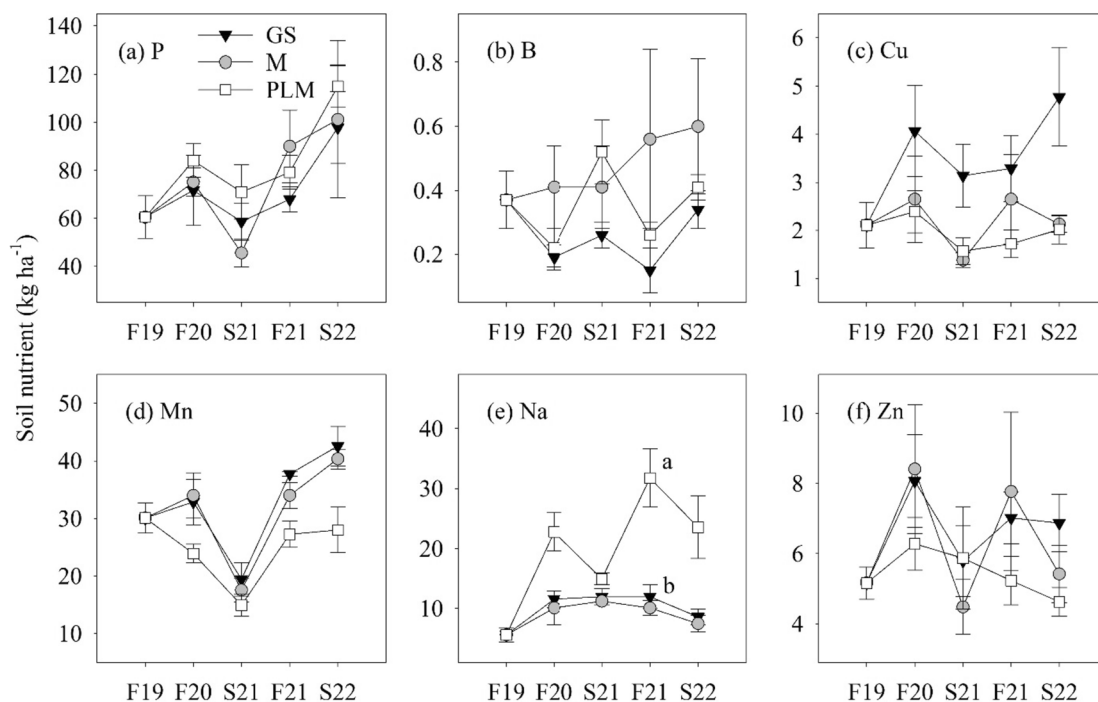 Soil nutrient (kg ha⁻¹)
(a) P
GS
M
PLM
140
120
100
80
60
40
F19 F20 S21 F21 S22
(b) B
0.8
0.6
0.4
0.2
F19 F20 S21 F21 S22
(c) Cu
6
5
4
3
2
1
F19 F20 S21 F21 S22
(d) Mn
50
40
30
20
10
F19 F20 S21 F21 S22
(e) Na
40
30
20
10
a
b
F19 F20 S21 F21 S22
(f) Zn
10
8
6
4
F19 F20 S21 F21 S22